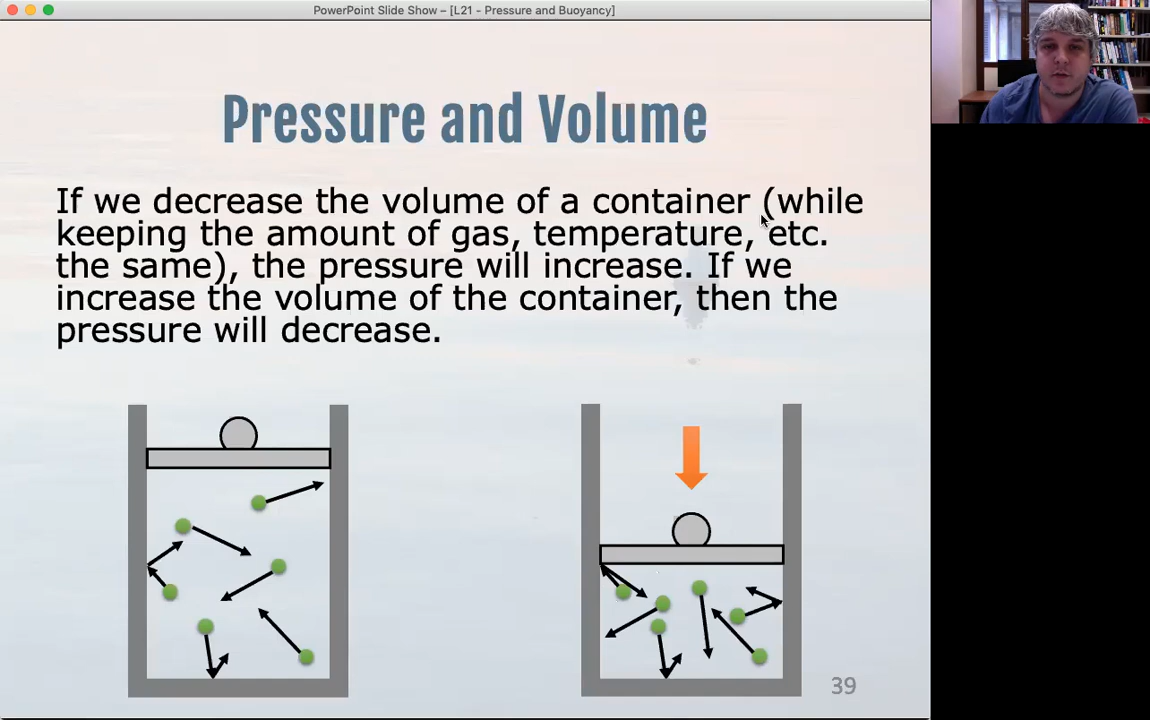 PowerPoint Slide Show – [L21 - Pressure and Buoyancy]
Pressure and Volume
If we decrease the volume of a container (while
keeping the amount of gas, temperature, etc.
the same), the pressure will increase. If we
increase the volume of the container, then the
pressure will decrease.
39